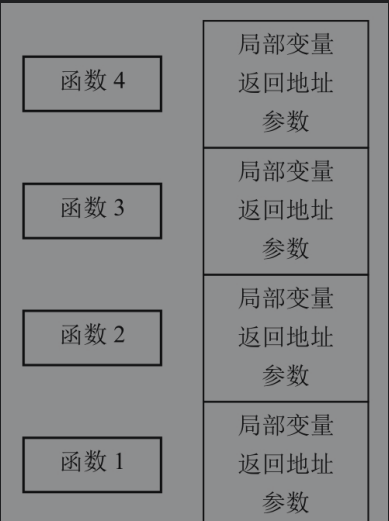 函数 4
局部变量
返回地址
参数
函数 3
局部变量
返回地址
参数
函数 2
局部变量
返回地址
参数
函数 1
局部变量
返回地址
参数